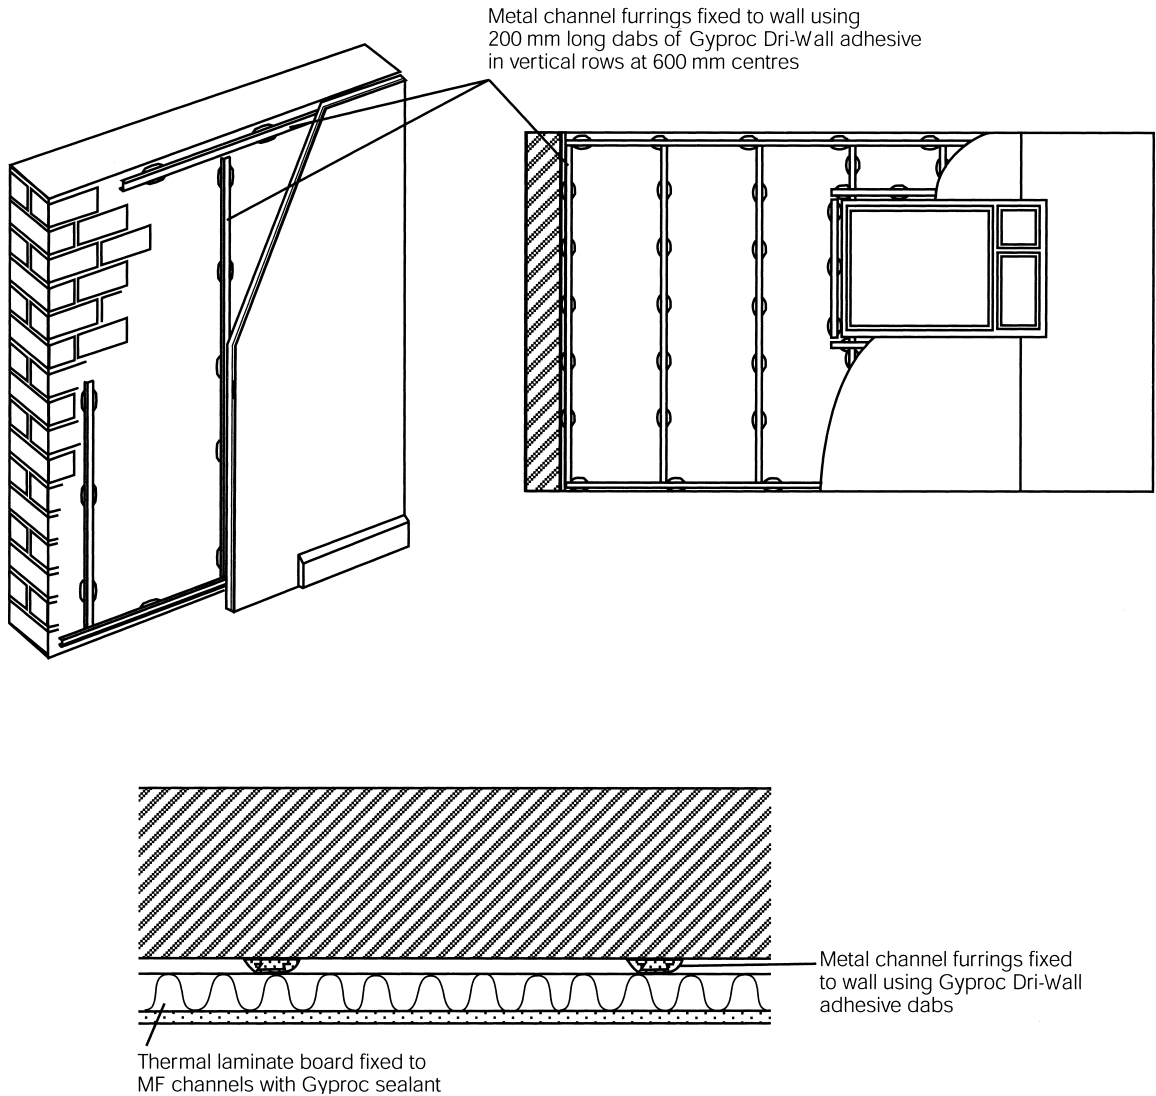 Metal channel furrings fixed to wall using
200 mm long dabs of Gyproc Dri-Wall adhesive
in vertical rows at 600 mm centres
Metal channel furrings fixed
to wall using Gyproc Dri-Wall
adhesive dabs
Thermal laminate board fixed to
MF channels with Gyproc sealant